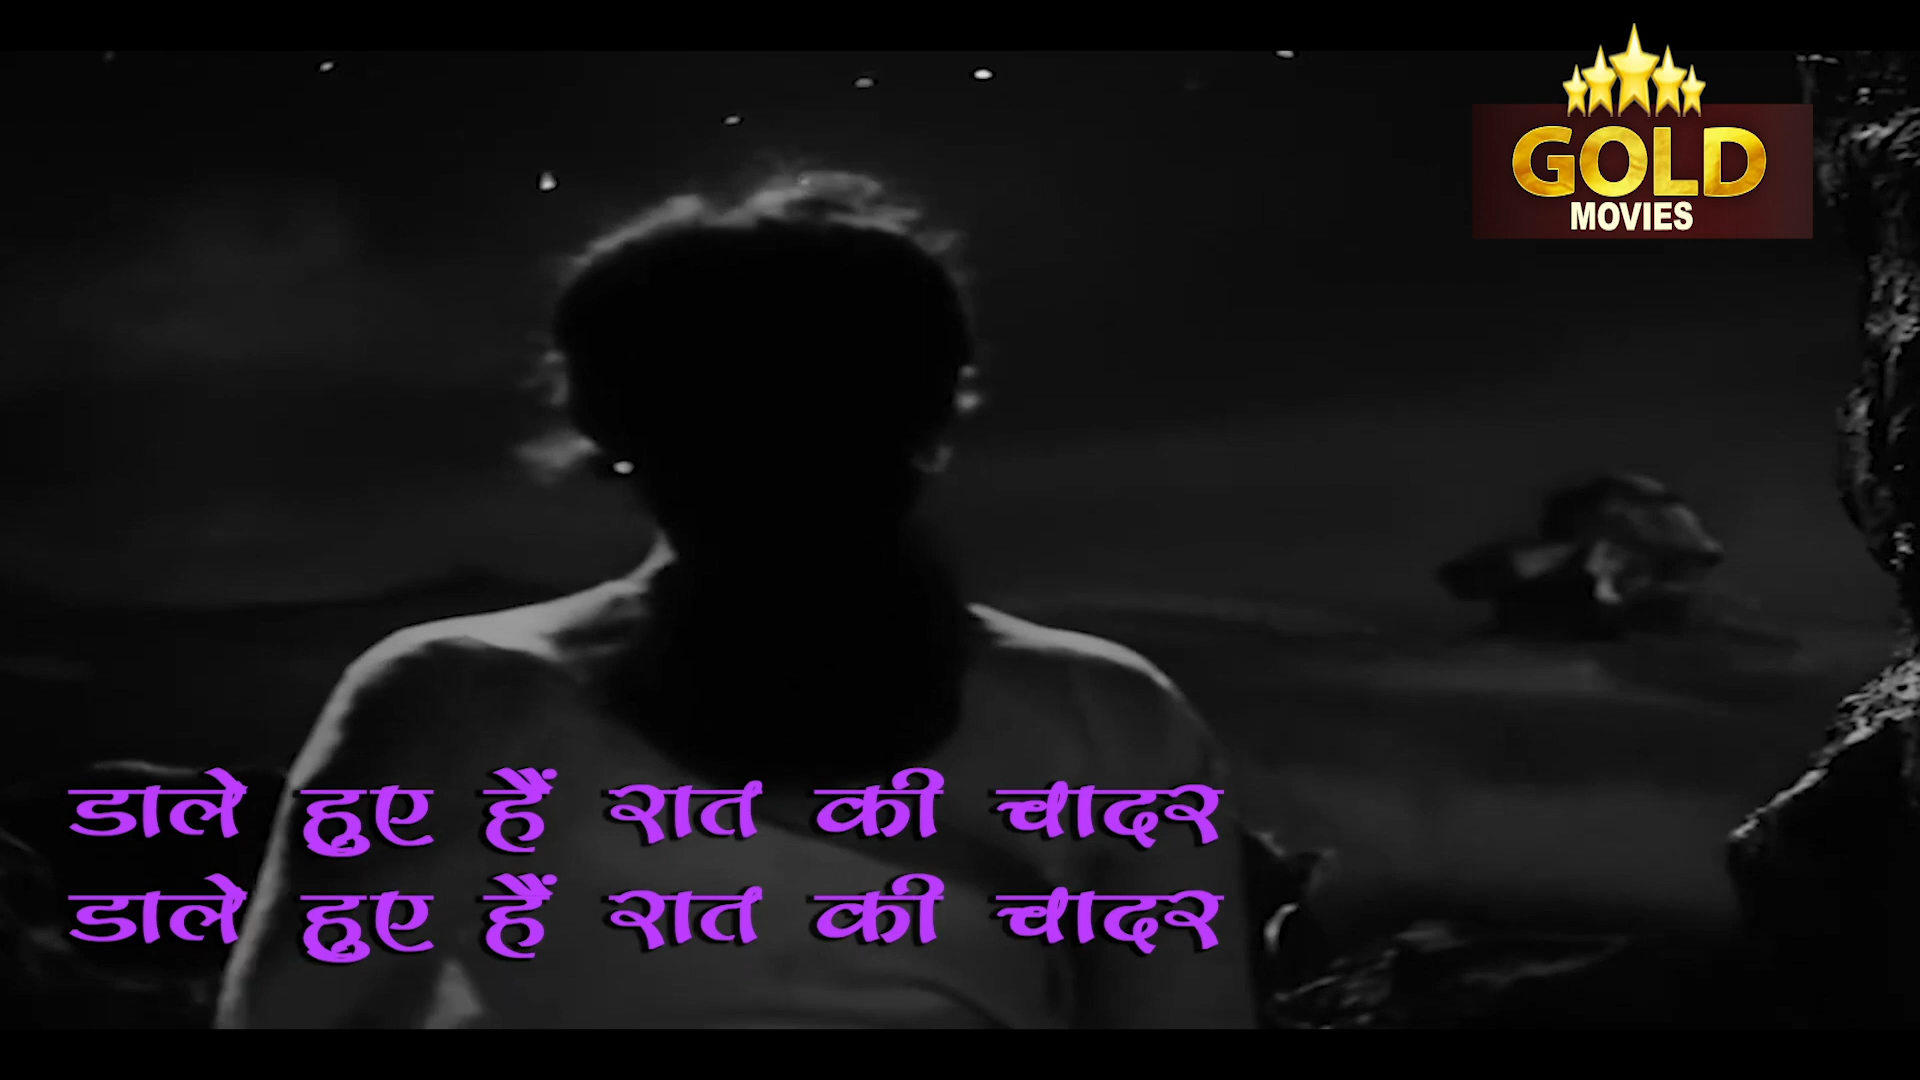 GOLD
MOVIES
डाले हुए हैं रात की चादर
डाले हुए हैं रात की चादर